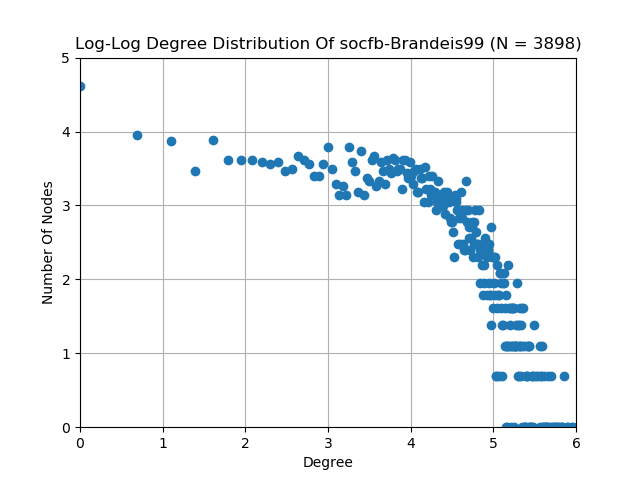 Log-Log Degree Distribution Of socfb-Brandeis99 (N = 3898)
5
4
3
2
1
0
Number Of Nodes
0 1 2 3 4 5 6
Degree